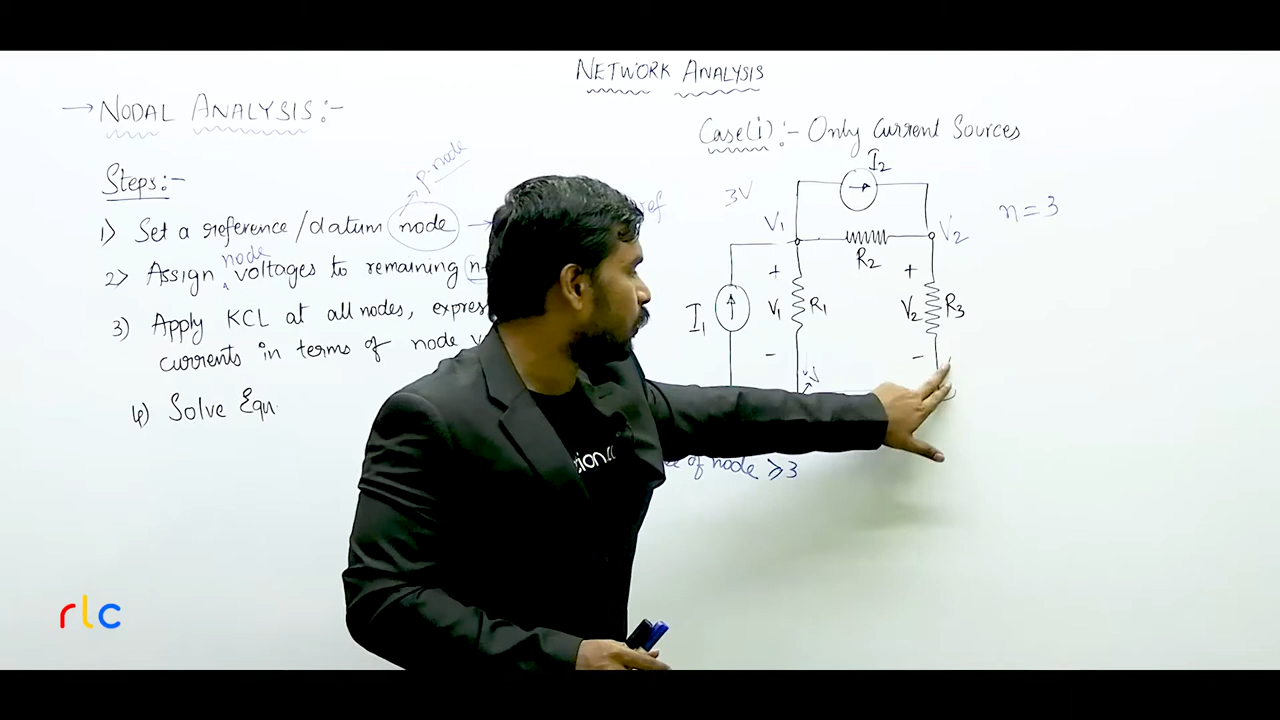 NETWORK ANALYSIS
→ NODAL ANALYSIS:-
Steps:-
p.node
1) Set a reference/datum node →
ref
node
2) Assign voltages to remaining n-
3) Apply KCL at all nodes, expres
currents in terms of node v
4) Solve Eqn
Case(i):- Only Current Sources
I2
3V
n=3
V1
V2
R2
+
+
I1
V1
R1
V2
R3
-
-
V
of node ⩾3
tion.
rlc